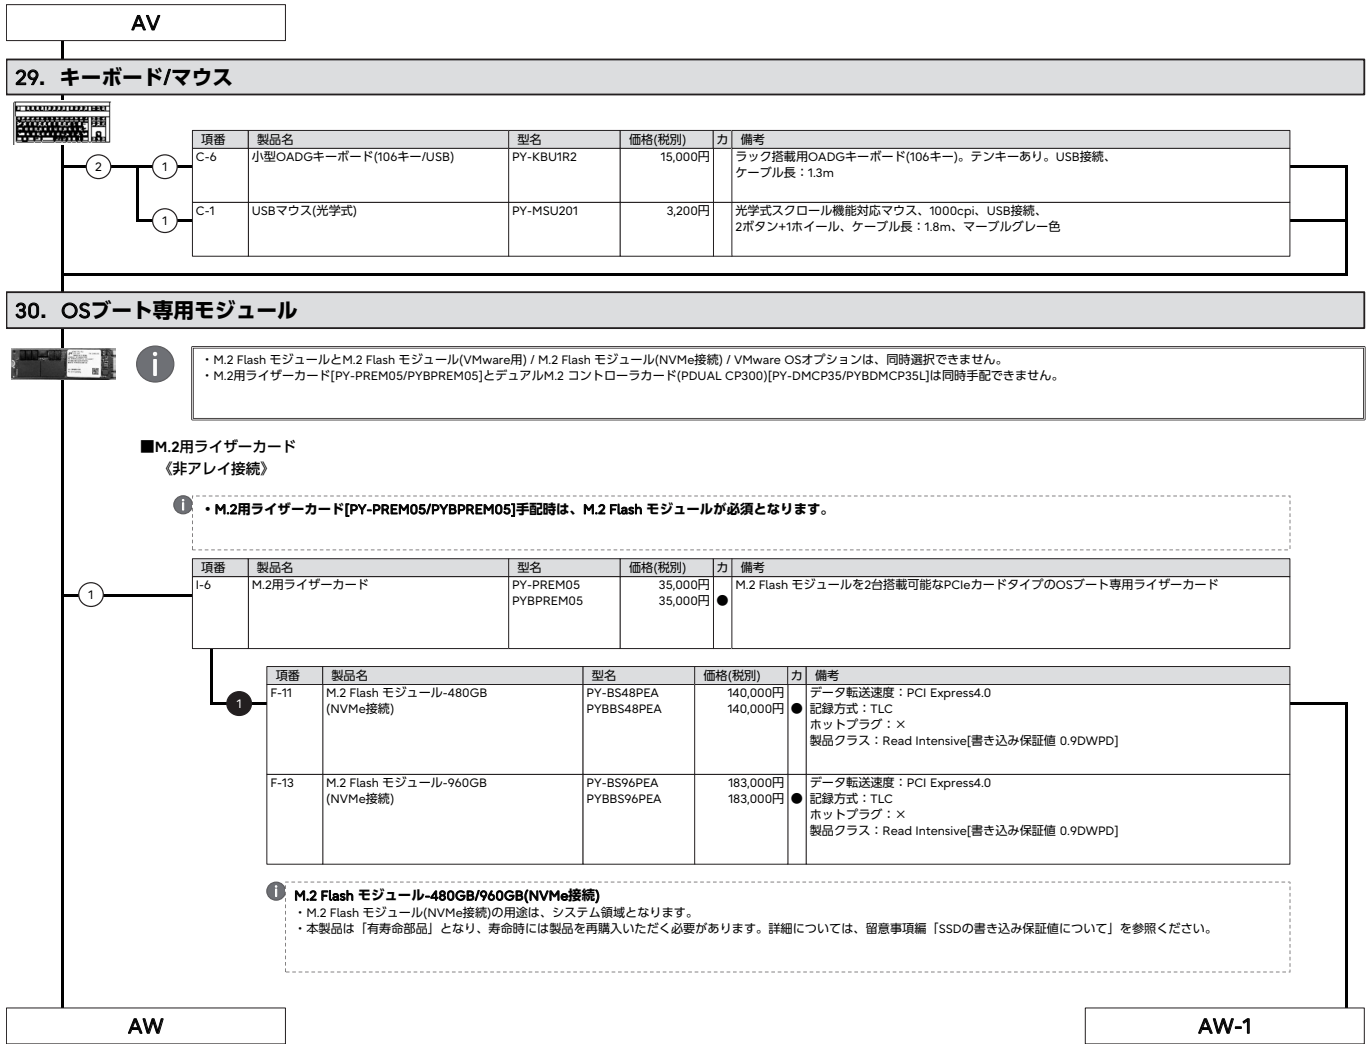 AV
29. キーボード/マウス
項番 製品名 型名 価格(税別) カ 備考
2 1 C-6 小型OADGキーボード(106キー/USB) PY-KBU1R2 15,000円 ラック搭載用OADGキーボード(106キー)。テンキーあり。USB接続、
ケーブル長：1.3m
1 C-1 USBマウス(光学式) PY-MSU201 3,200円 光学式スクロール機能対応マウス、1000cpi、USB接続、
2ボタン+1ホイール、ケーブル長：1.8m、マーブルグレー色
30. OSブート専用モジュール
i
・M.2 Flash モジュールとM.2 Flash モジュール(VMware用) / M.2 Flash モジュール(NVMe接続) / VMware OSオプションは、同時選択できません。
・M.2用ライザーカード[PY-PREM05/PYBPREM05]とデュアルM.2 コントローラカード(PDUAL CP300)[PY-DMCP35/PYBDMCP35L]は同時手配できません。
■M.2用ライザーカード
《非アレイ接続》
i
・M.2用ライザーカード[PY-PREM05/PYBPREM05]手配時は、M.2 Flash モジュールが必須となります。
項番 製品名 型名 価格(税別) カ 備考
1 I-6 M.2用ライザーカード PY-PREM05 35,000円 M.2 Flash モジュールを2台搭載可能なPCIeカードタイプのOSブート専用ライザーカード
PYBPREM05 35,000円 ●
項番 製品名 型名 価格(税別) カ 備考
1 F-11 M.2 Flash モジュール-480GB PY-BS48PEA 140,000円 データ転送速度：PCI Express4.0
(NVMe接続) PYBBS48PEA 140,000円 ● 記録方式：TLC
ホットプラグ：×
製品クラス：Read Intensive[書き込み保証値 0.9DWPD]
F-13 M.2 Flash モジュール-960GB PY-BS96PEA 183,000円 データ転送速度：PCI Express4.0
(NVMe接続) PYBBS96PEA 183,000円 ● 記録方式：TLC
ホットプラグ：×
製品クラス：Read Intensive[書き込み保証値 0.9DWPD]
i
M.2 Flash モジュール-480GB/960GB(NVMe接続)
・M.2 Flash モジュール(NVMe接続)の用途は、システム領域となります。
・本製品は「有寿命部品」となり、寿命時には製品を再購入いただく必要があります。詳細については、留意事項編「SSDの書き込み保証値について」を参照ください。
AW AW-1